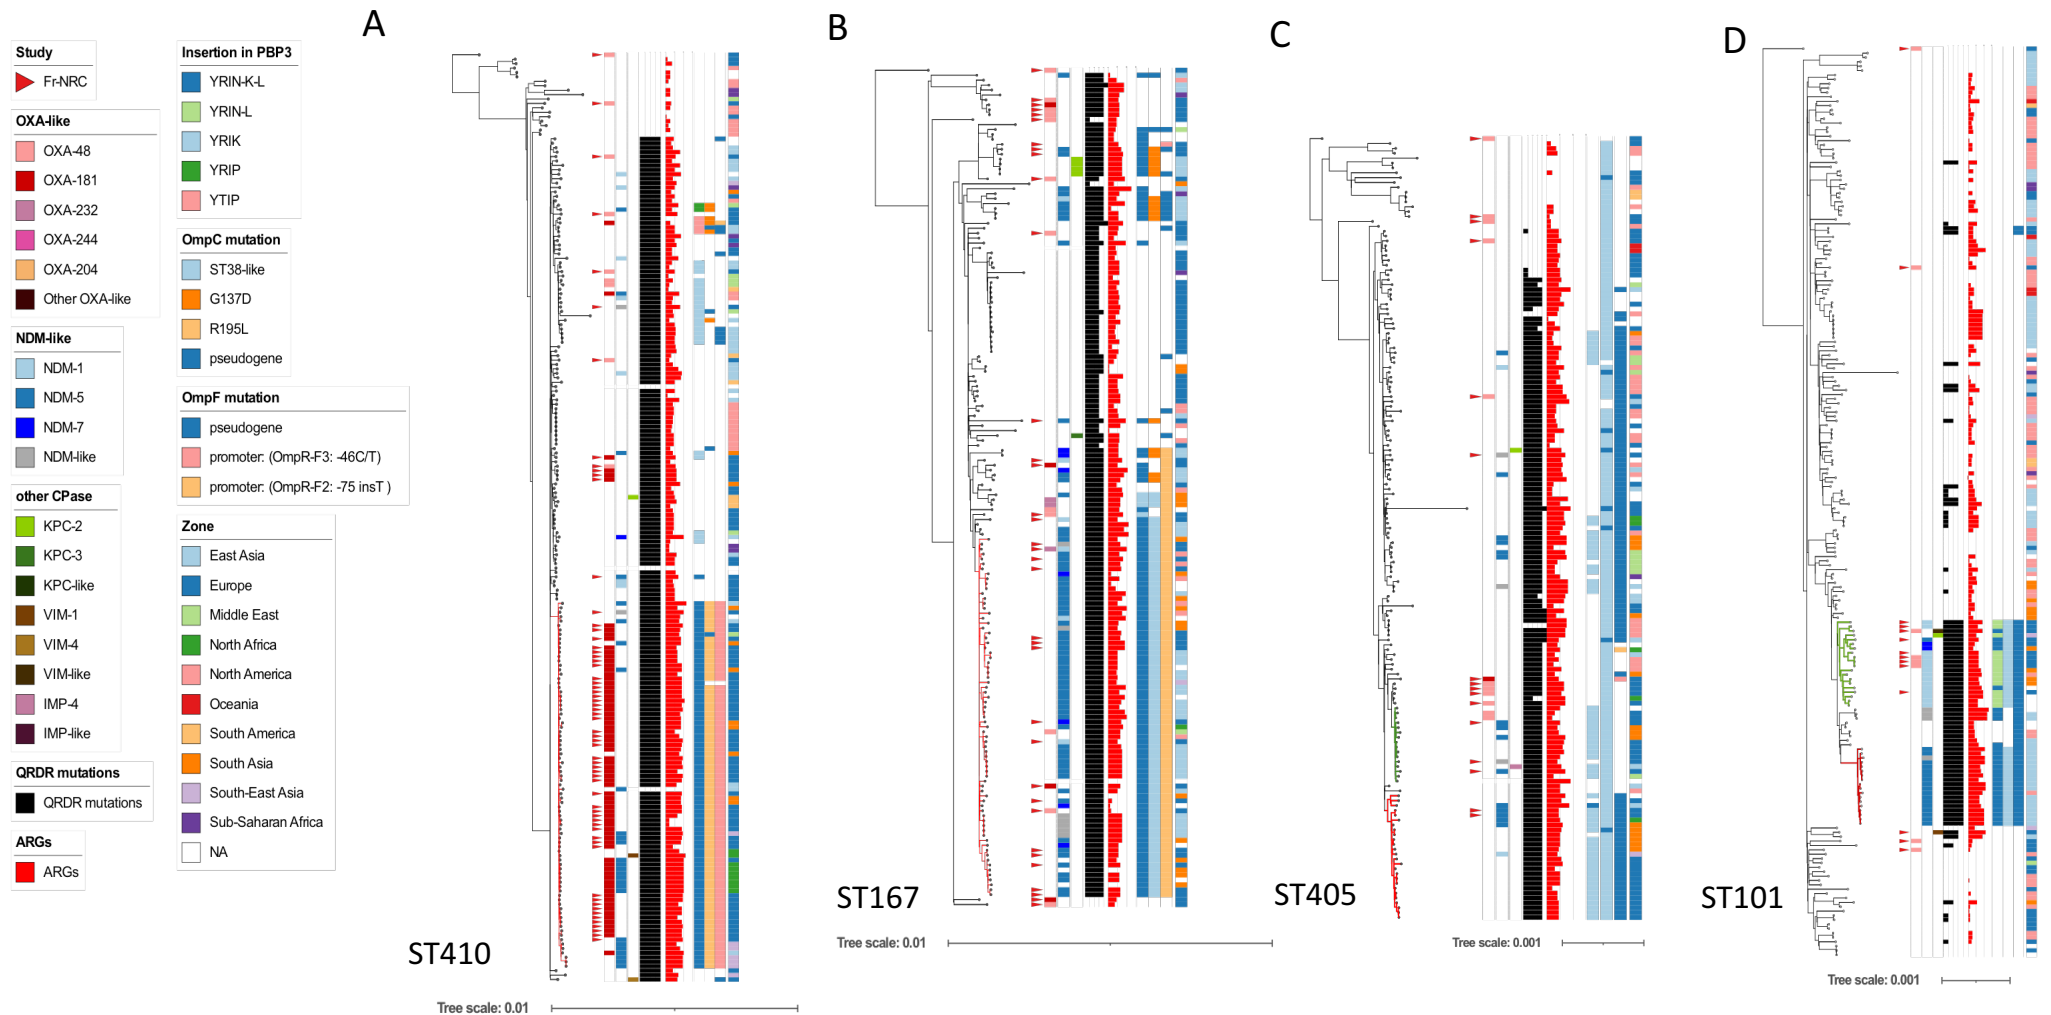 A
B
C
D
Study
Fr-NRC
OXA-like
OXA-48
OXA-181
OXA-232
OXA-244
OXA-204
Other OXA-like
NDM-like
NDM-1
NDM-5
NDM-7
NDM-like
other CPase
KPC-2
KPC-3
KPC-like
VIM-1
VIM-4
VIM-like
IMP-4
IMP-like
QRDR mutations
QRDR mutations
ARGs
ARGs
Insertion in PBP3
YRIN-K-L
YRIN-L
YRIK
YRIP
YTIP
OmpC mutation
ST38-like
G137D
R195L
pseudogene
OmpF mutation
pseudogene
promoter: (OmpR-F3: -46C/T)
promoter: (OmpR-F2: -75 insT )
Zone
East Asia
Europe
Middle East
North Africa
North America
Oceania
South America
South Asia
South-East Asia
Sub-Saharan Africa
NA
ST410
Tree scale: 0.01
ST167
Tree scale: 0.01
ST405
Tree scale: 0.001
ST101
Tree scale: 0.001